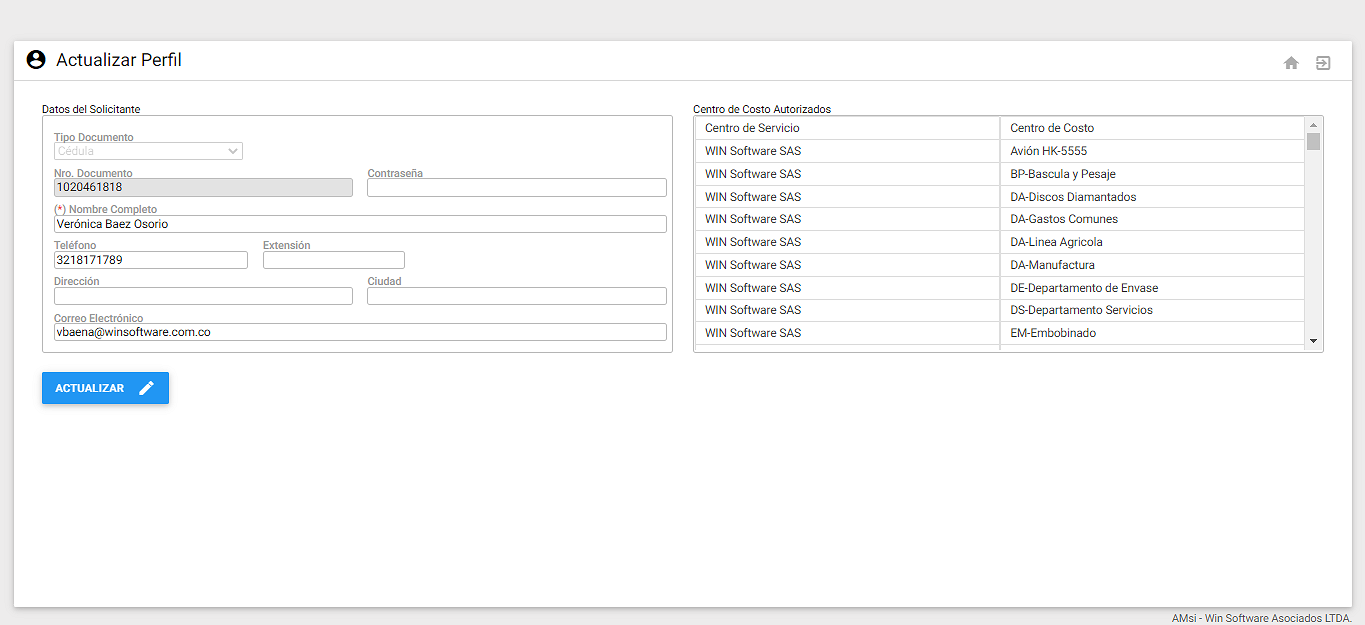 Actualizar Perfil
Datos del Solicitante
Tipo Documento
Cédula
Nro. Documento Contraseña
1020461818
(*) Nombre Completo
Verónica Baez Osorio
Teléfono Extensión
3218171789
Dirección Ciudad
Correo Electrónico
vbaena@winsoftware.com.co
ACTUALIZAR
Centro de Costo Autorizados
Centro de Servicio Centro de Costo
WIN Software SAS Avión HK-5555
WIN Software SAS BP-Bascula y Pesaje
WIN Software SAS DA-Discos Diamantados
WIN Software SAS DA-Gastos Comunes
WIN Software SAS DA-Linea Agricola
WIN Software SAS DA-Manufactura
WIN Software SAS DE-Departamento de Envase
WIN Software SAS DS-Departamento Servicios
WIN Software SAS EM-Embobinado
AMsi - Win Software Asociados LTDA.